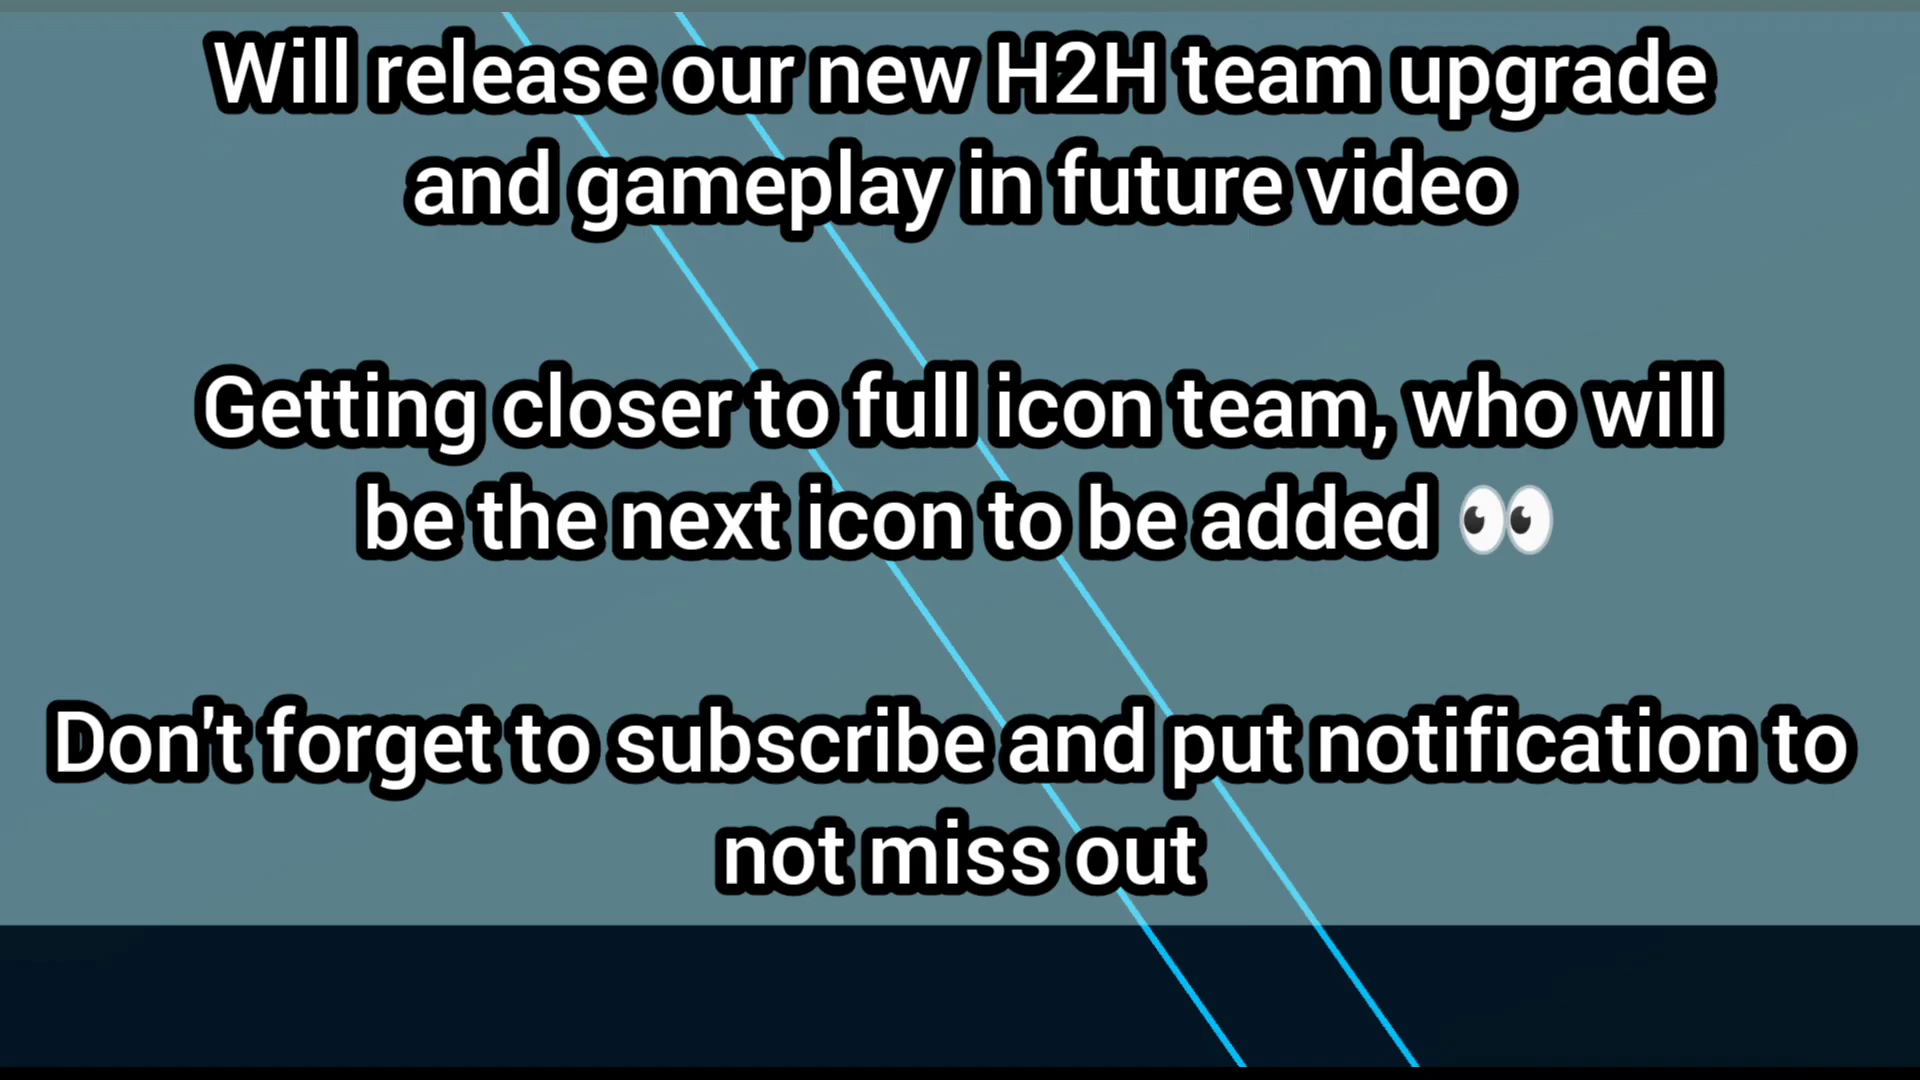 Will release our new H2H team upgrade
and gameplay in future video
Getting closer to full icon team, who will
be the next icon to be added 👀
Don't forget to subscribe and put notification to
not miss out